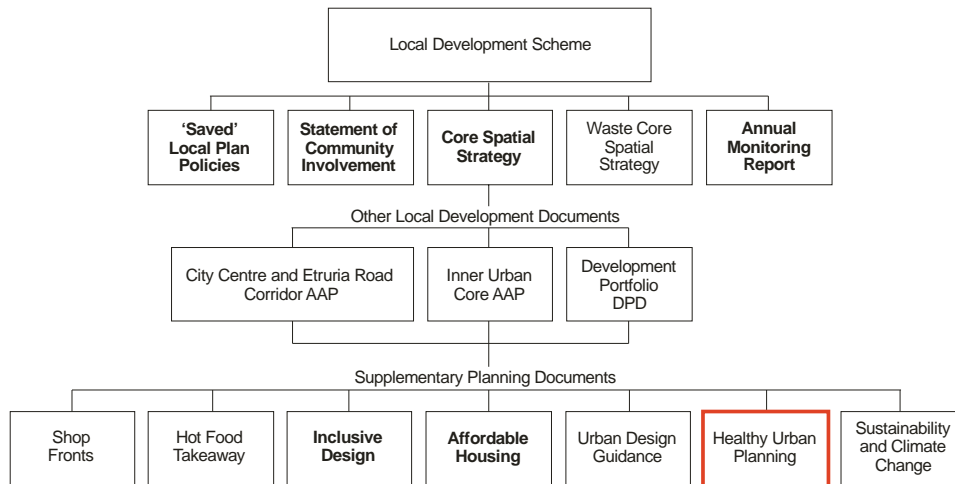 Local Development Scheme
‘Saved’
Local Plan
Policies
Statement of
Community
Involvement
Core Spatial
Strategy
Waste Core
Spatial
Strategy
Annual
Monitoring
Report
Other Local Development Documents
City Centre and Etruria Road
Corridor AAP
Inner Urban
Core AAP
Development
Portfolio
DPD
Supplementary Planning Documents
Shop
Fronts
Hot Food
Takeaway
Inclusive
Design
Affordable
Housing
Urban Design
Guidance
Healthy Urban
Planning
Sustainability
and Climate
Change